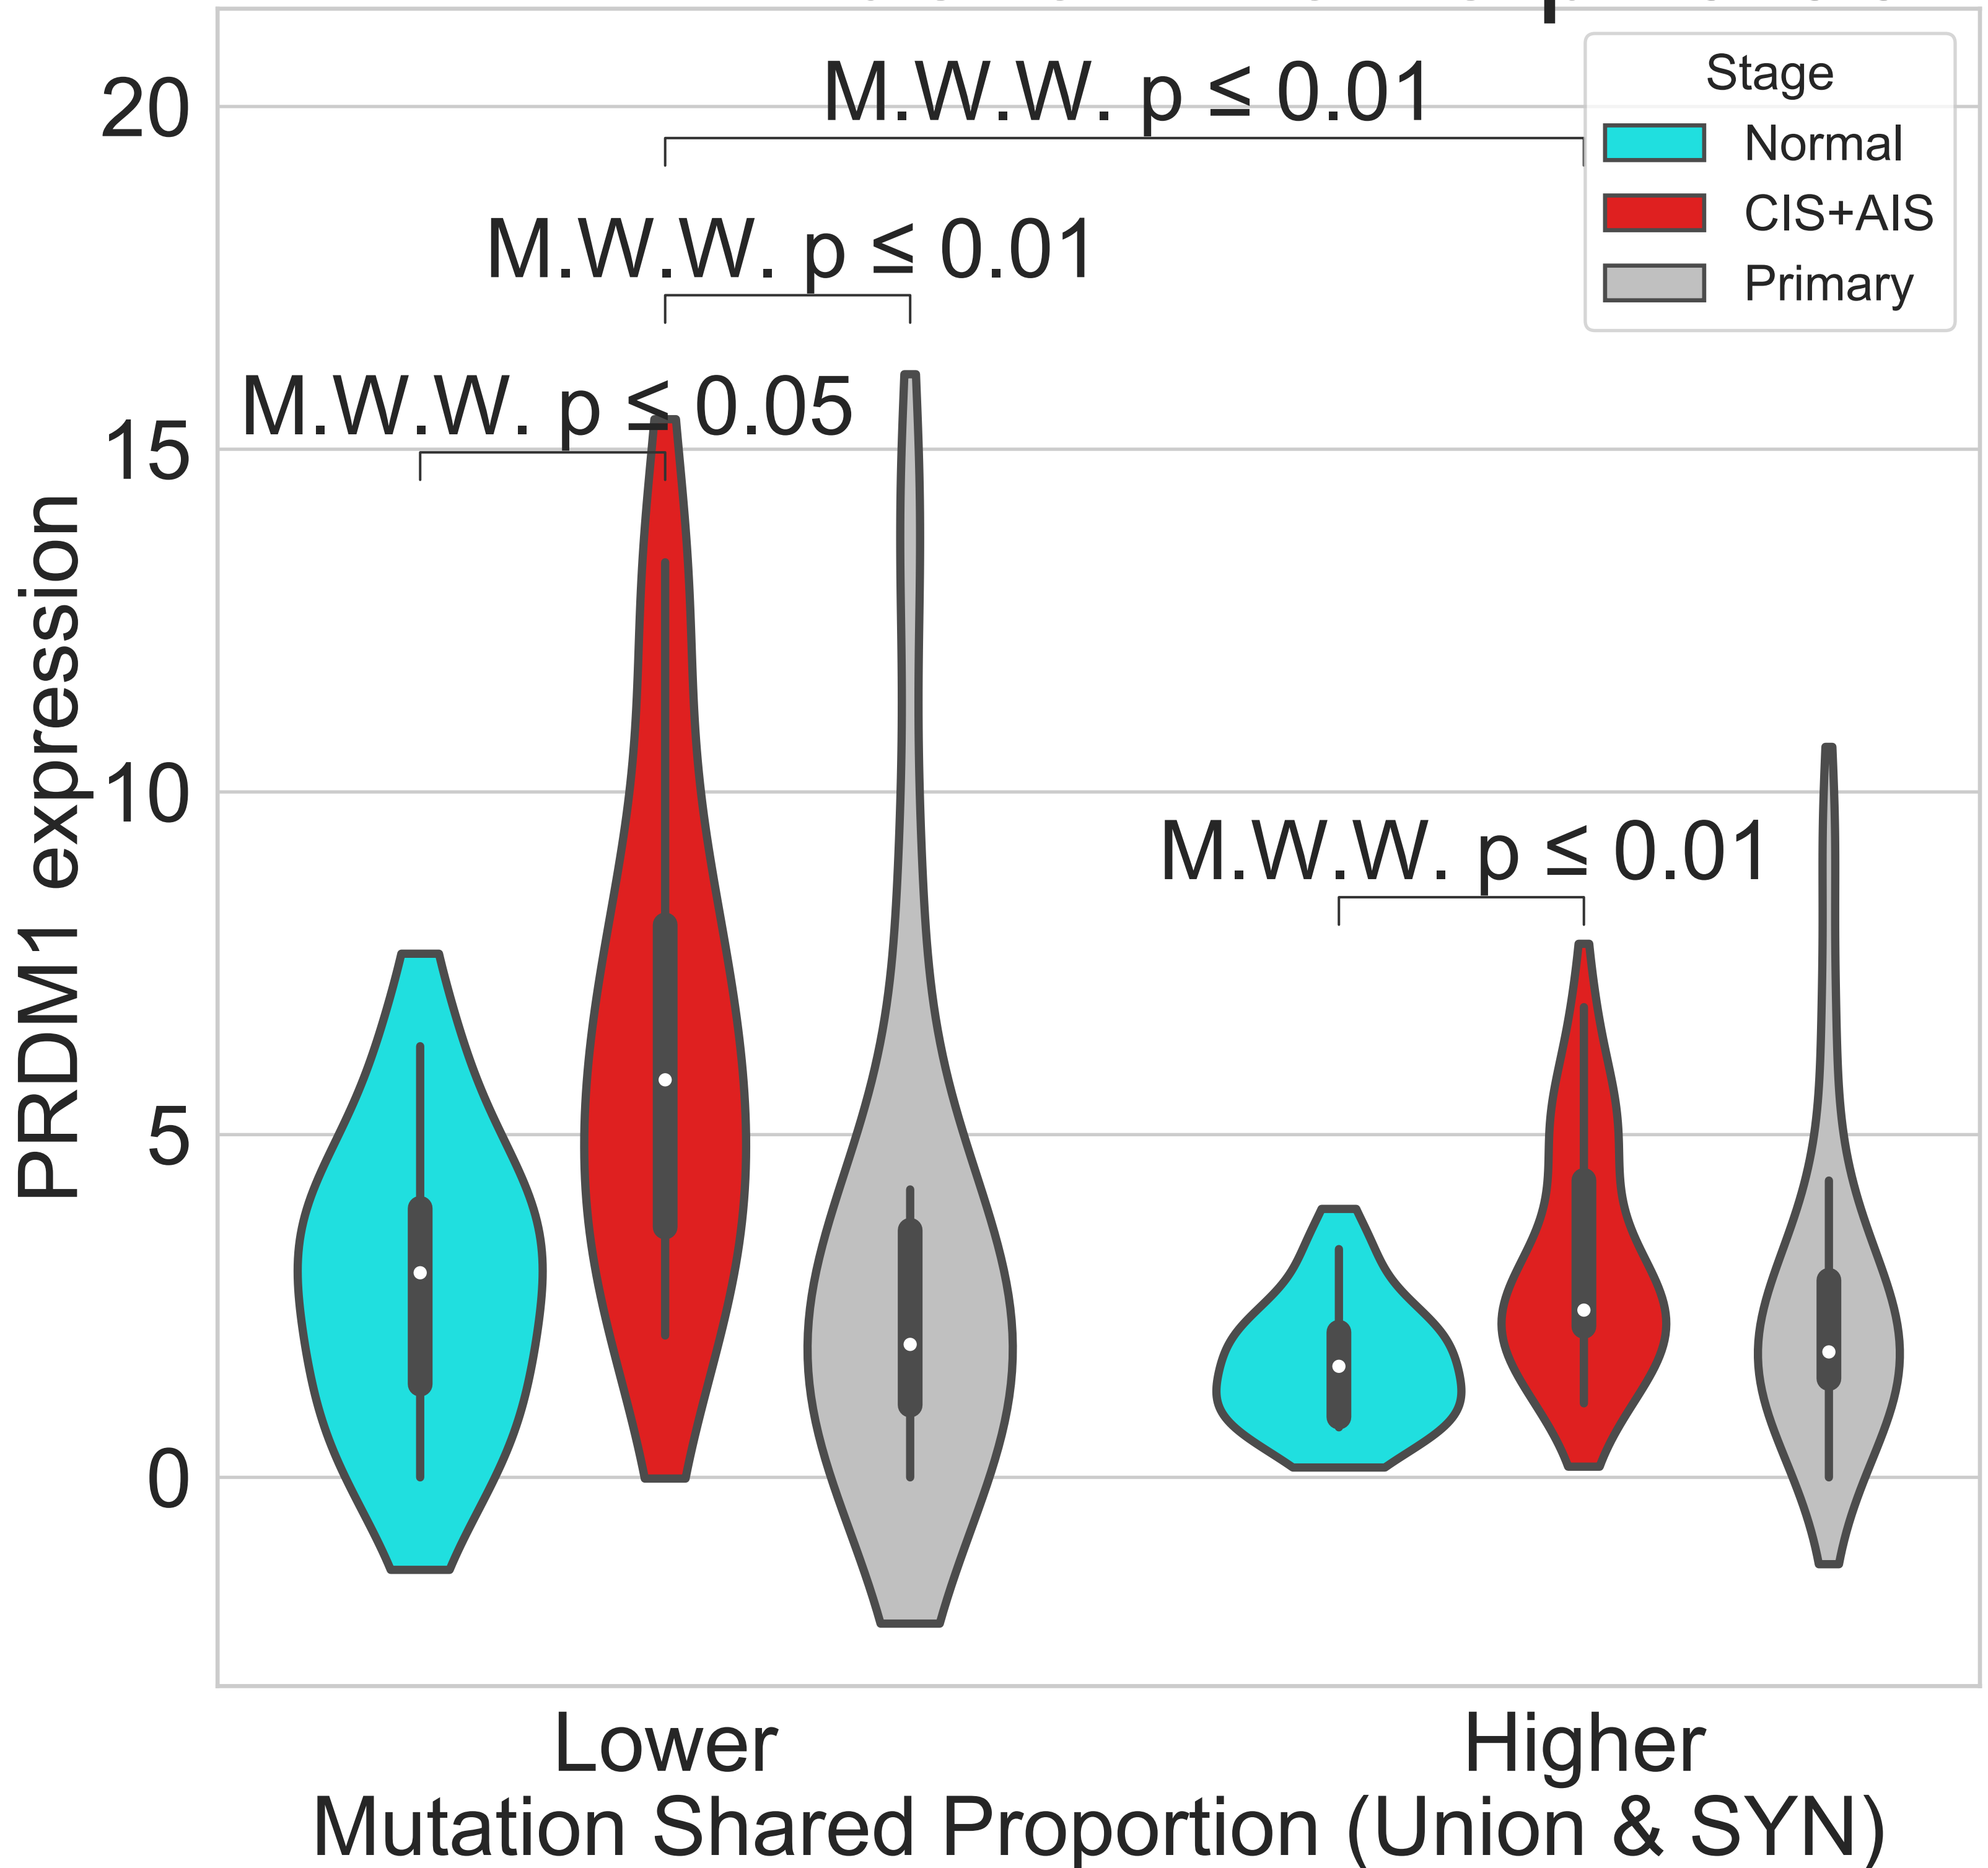 M.W.W. p ≤ 0.01
Stage
Normal
CIS+AIS
Primary
M.W.W. p ≤ 0.01
M.W.W. p ≤ 0.05
M.W.W. p ≤ 0.01
20
15
10
5
0
PRDM1 expression
Lower
Higher
Mutation Shared Proportion (Union & SYN)